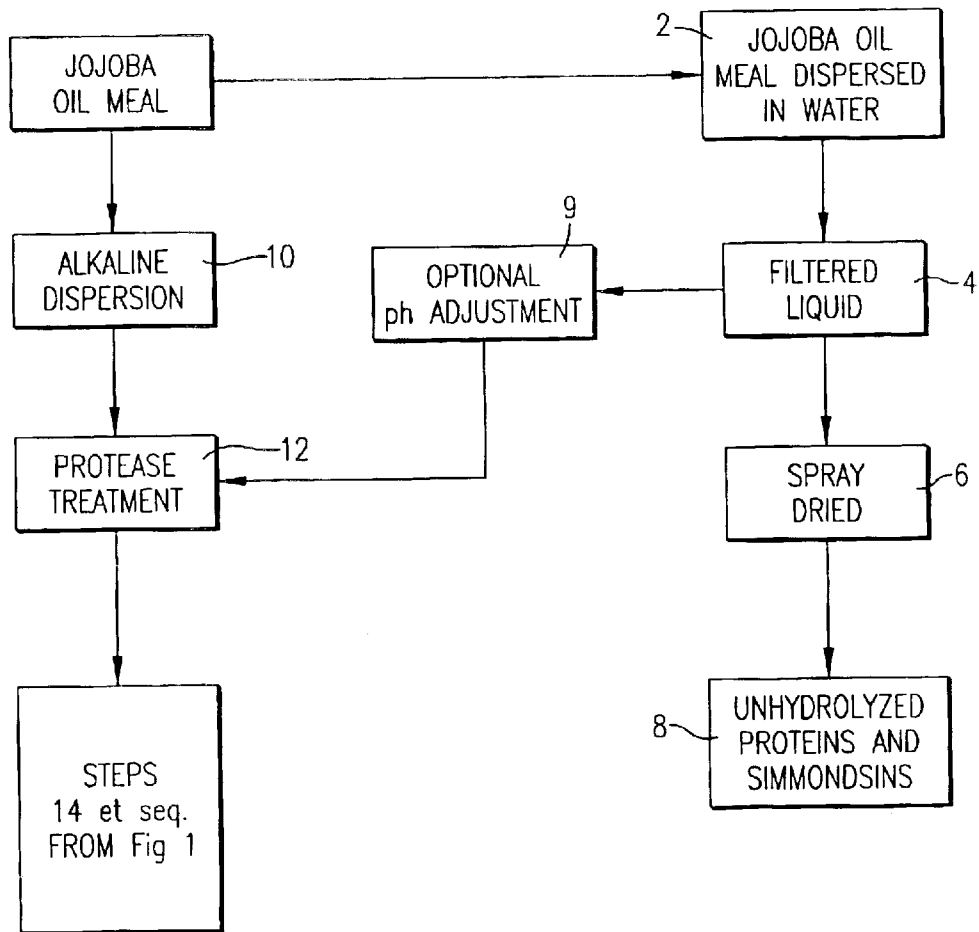 JOJOBA
OIL MEAL
2
JOJOBA OIL
MEAL DISPERSED
IN WATER
ALKALINE
DISPERSION
10
9
OPTIONAL
ph ADJUSTMENT
FILTERED
LIQUID
4
PROTEASE
TREATMENT
12
SPRAY
DRIED
6
STEPS
14 et seq.
FROM Fig 1
8
UNHYDROLYZED
PROTEINS AND
SIMMONDSINS